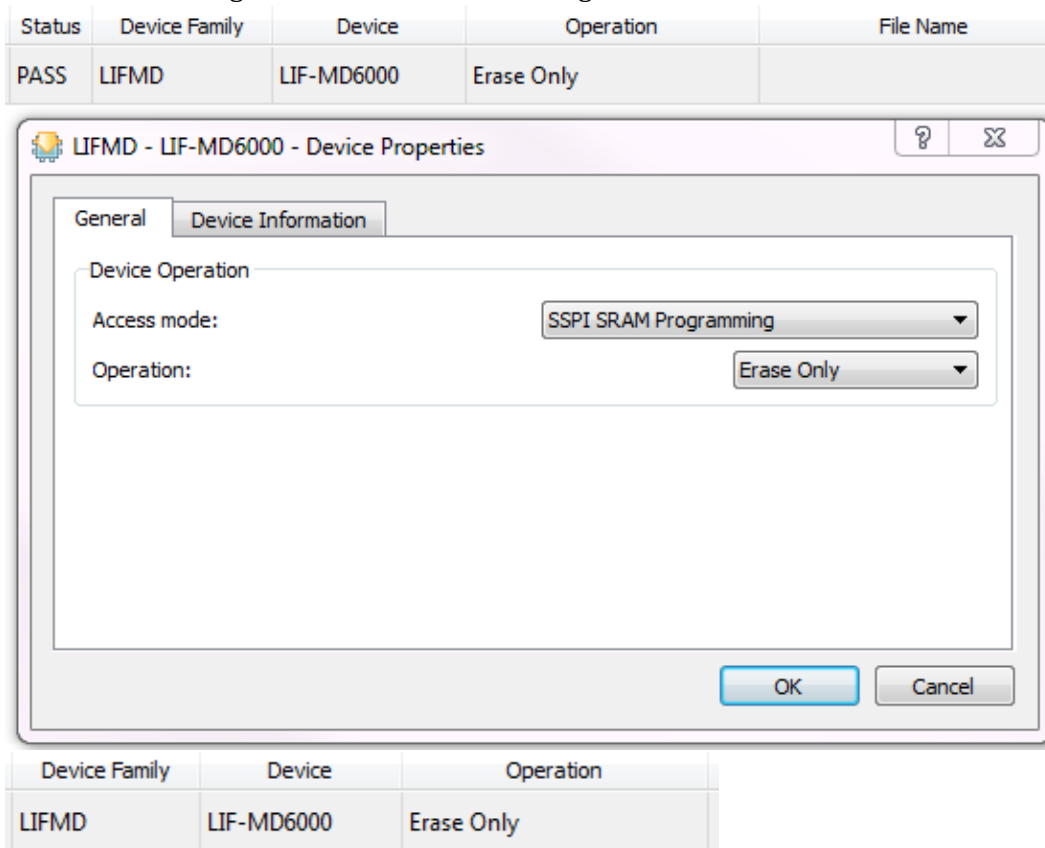 Status Device Family Device Operation File Name
PASS LIFMD LIF-MD6000 Erase Only
LIFMD - LIF-MD6000 - Device Properties
General Device Information
Device Operation
Access mode: SSPI SRAM Programming
Operation: Erase Only
OK Cancel
Device Family Device Operation
LIFMD LIF-MD6000 Erase Only